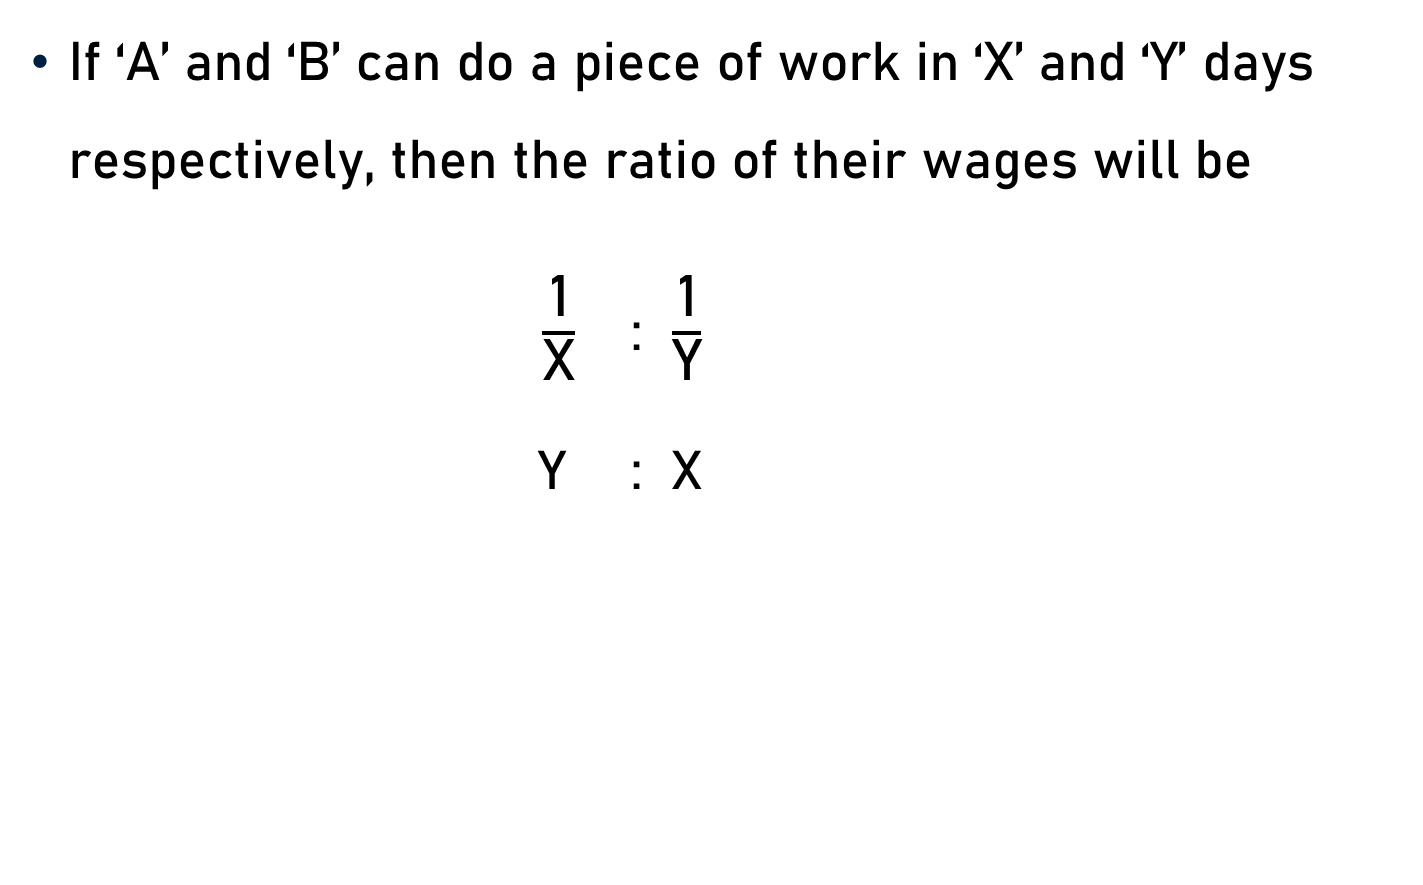 • If ‘A’ and ‘B’ can do a piece of work in ‘X’ and ‘Y’ days
respectively, then the ratio of their wages will be
1/X : 1/Y
Y : X